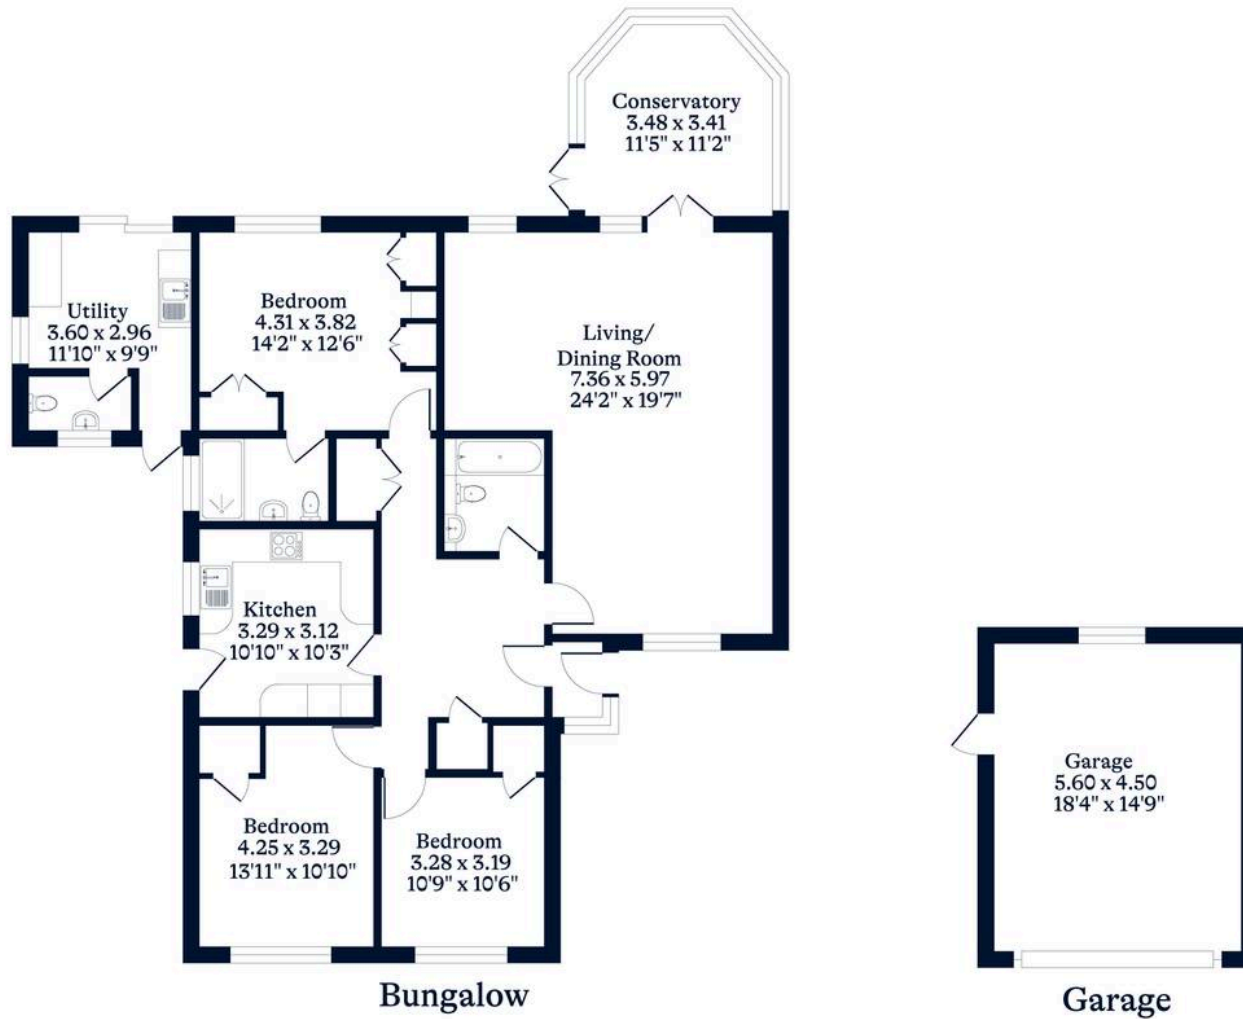 Conservatory
3.48 x 3.41
11'5" x 11'2"
Utility
3.60 x 2.96
11'10" x 9'9"
Bedroom
4.31 x 3.82
14'2" x 12'6"
Living/
Dining Room
7.36 x 5.97
24'2" x 19'7"
Kitchen
3.29 x 3.12
10'10" x 10'3"
Bedroom
4.25 x 3.29
13'11" x 10'10"
Bedroom
3.28 x 3.19
10'9" x 10'6"
Garage
5.60 x 4.50
18'4" x 14'9"
Bungalow
Garage